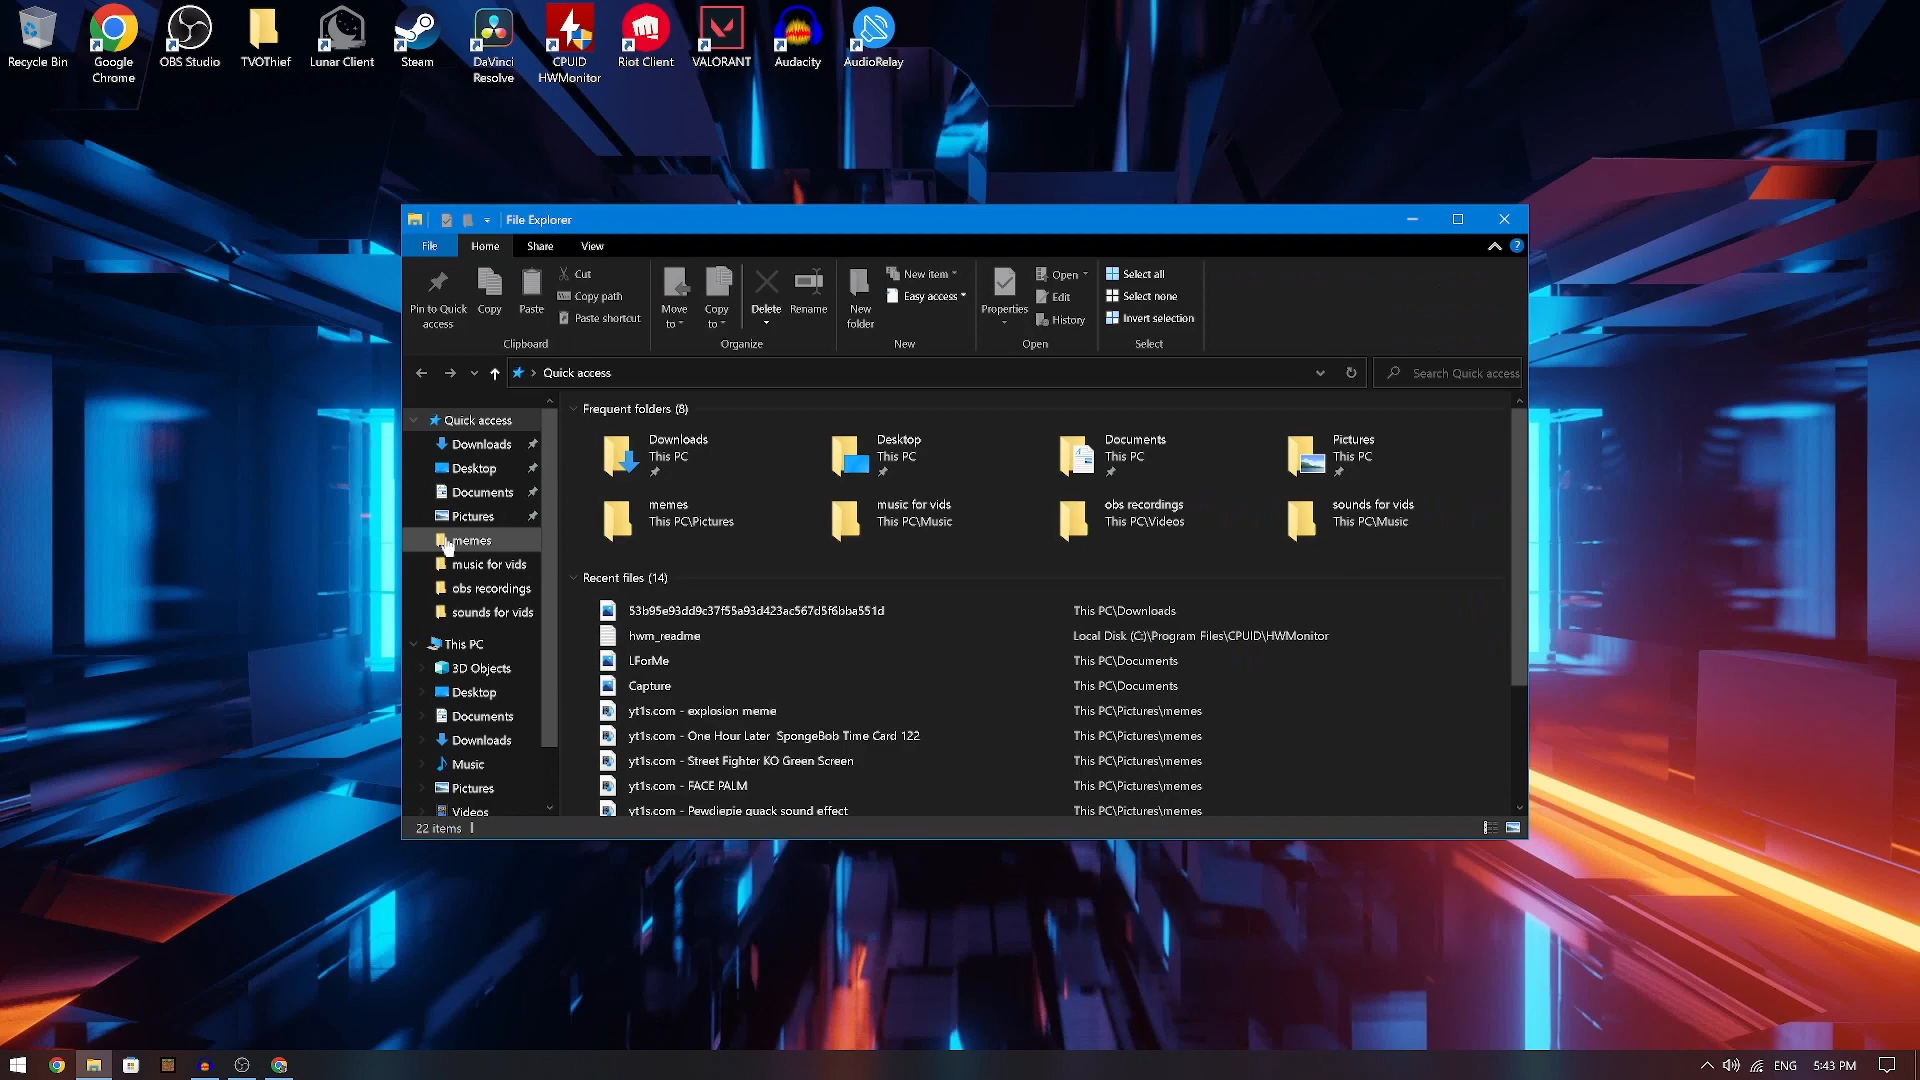 Recycle Bin
Google
Chrome
OBS Studio
TVOThief
Lunar Client
Steam
DaVinci
Resolve
CPUID
HWMonitor
Riot Client
VALORANT
Audacity
AudioRelay
File Explorer
File
Home
Share
View
Pin to Quick
access
Copy
Paste
Cut
Copy path
Paste shortcut
Clipboard
Move
to
Copy
to
Delete
Rename
Organize
New
folder
New item
Easy access
New
Properties
Open
Edit
History
Open
Select all
Select none
Invert selection
Select
Quick access
Search Quick access
Quick access
Downloads
Desktop
Documents
Pictures
memes
music for vids
obs recordings
sounds for vids
This PC
3D Objects
Desktop
Documents
Downloads
Music
Pictures
Videos
Frequent folders (8)
Downloads
This PC
Desktop
This PC
Documents
This PC
Pictures
This PC
memes
This PC\Pictures
music for vids
This PC\Music
obs recordings
This PC\Videos
sounds for vids
This PC\Music
Recent files (14)
53b95e93dd9c37f55a93d423ac567d5f6bba551d This PC\Downloads
hwm_readme Local Disk (C:)\Program Files\CPUID\HWMonitor
LForMe This PC\Documents
Capture This PC\Documents
yt1s.com - explosion meme This PC\Pictures\memes
yt1s.com - One Hour Later  SpongeBob Time Card 122 This PC\Pictures\memes
yt1s.com - Street Fighter KO Green Screen This PC\Pictures\memes
yt1s.com - FACE PALM This PC\Pictures\memes
yt1s.com - Pewdiepie quack sound effect This PC\Pictures\memes
22 items
ENG
5:43 PM